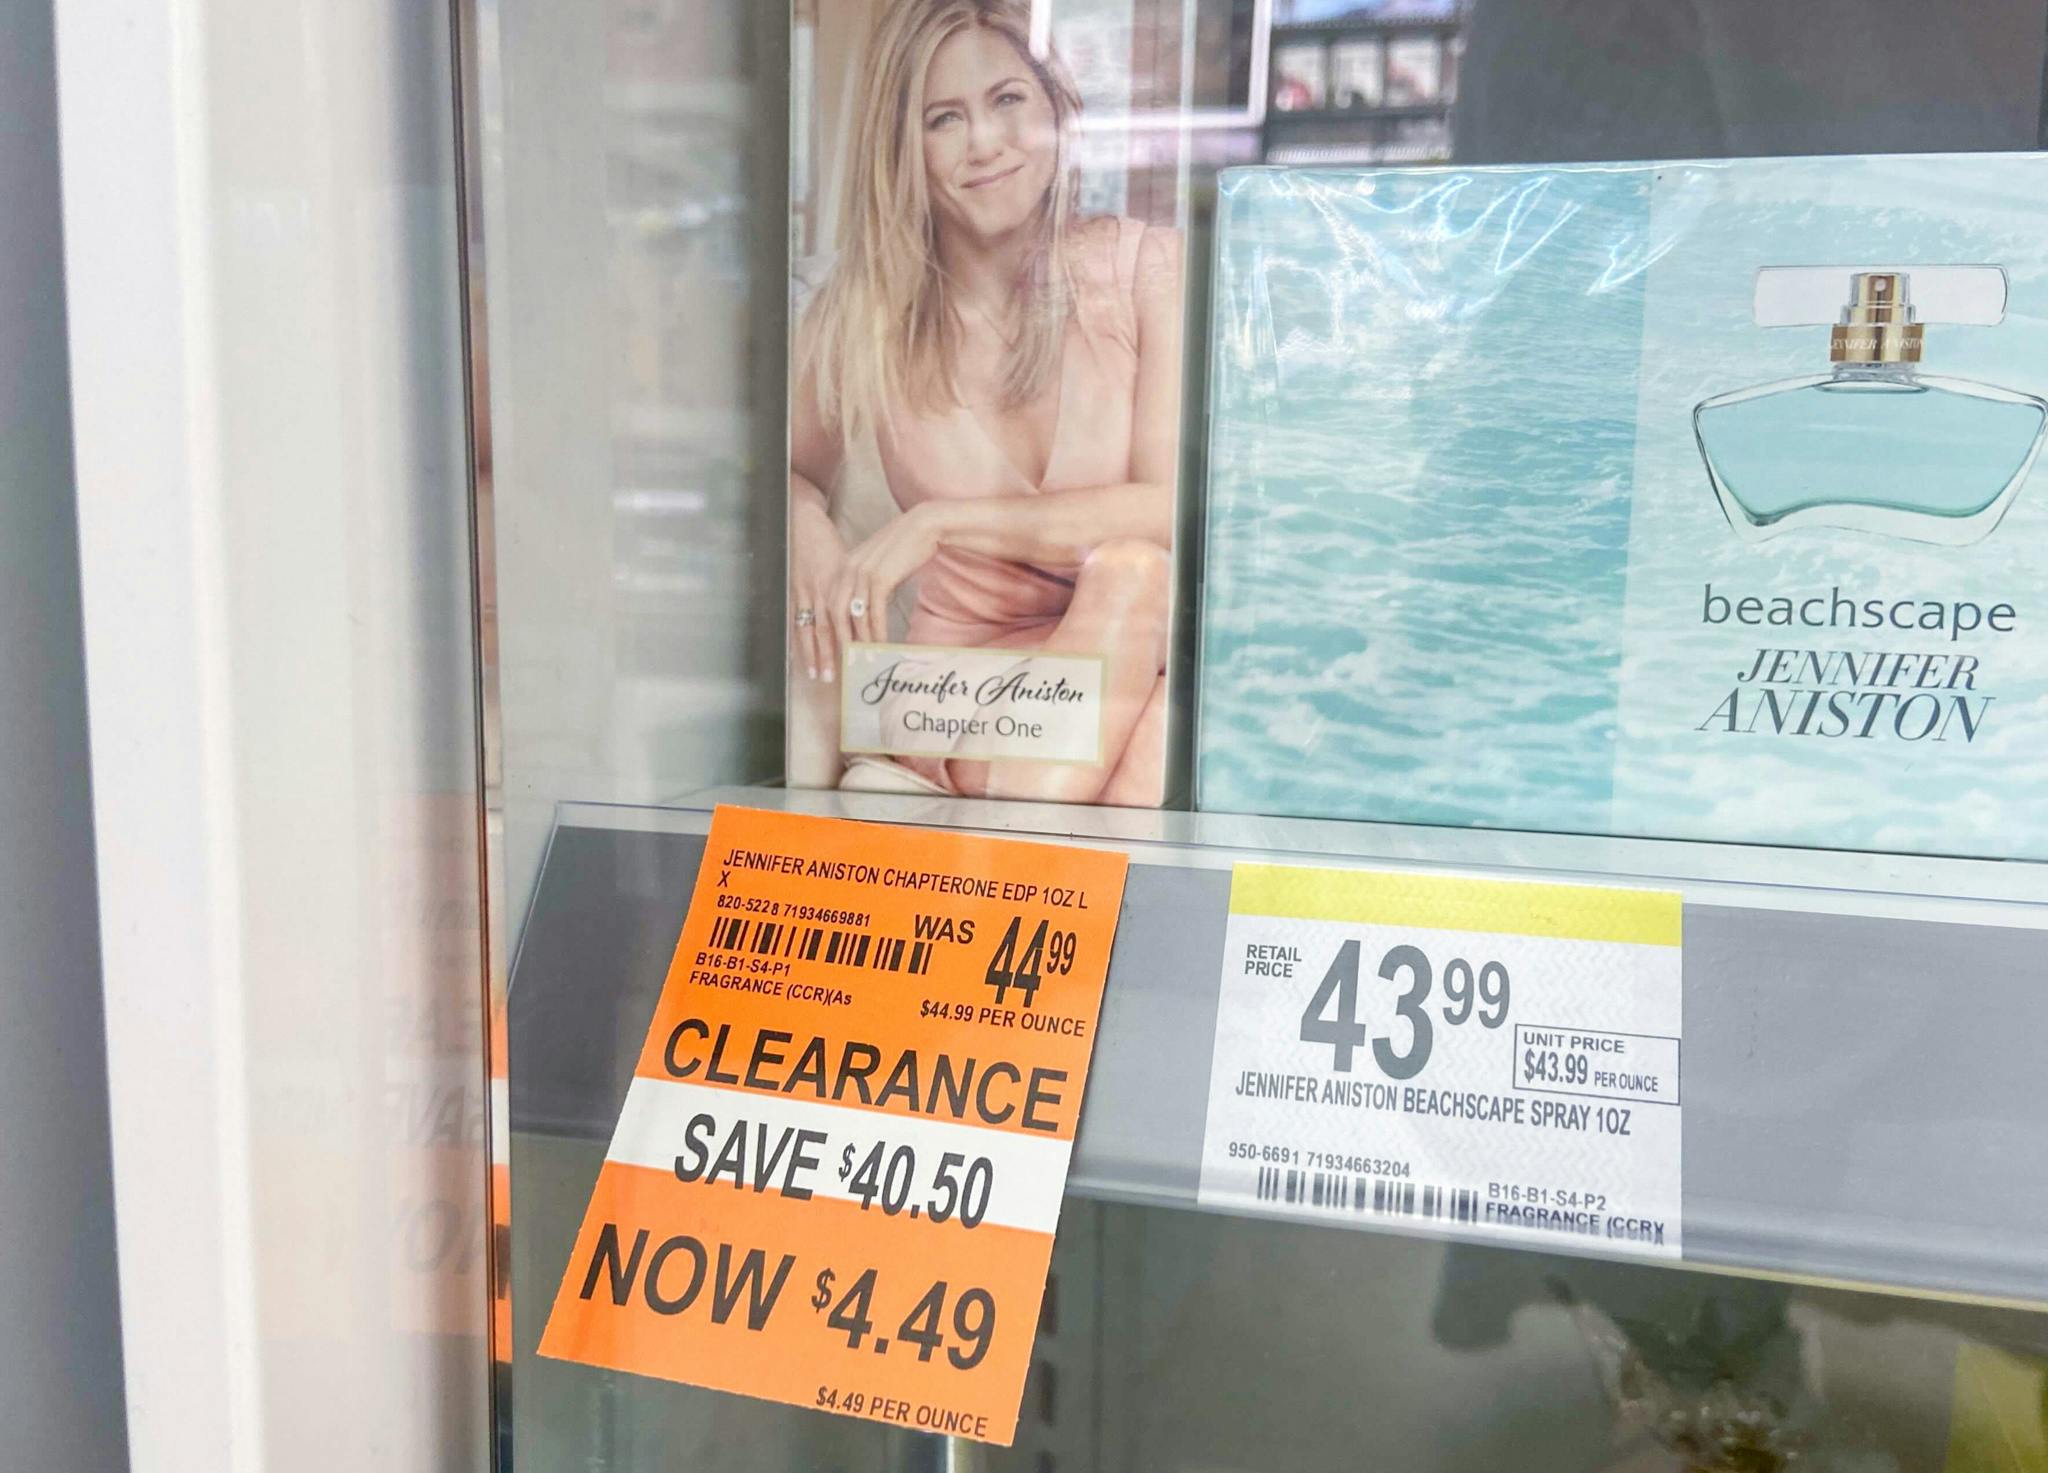 Jennifer Aniston
Chapter One
JENNIFER ANISTON
beachscape
JENNIFER
ANISTON
JENNIFER ANISTON CHAPTERONE EDP 1OZ L
X
820-5228 71934669881
WAS 44 99
B16-B1-S4-P1
FRAGRANCE (CCR)(As
$44.99 PER OUNCE
CLEARANCE
SAVE $40.50
NOW $4.49
$4.49 PER OUNCE
RETAIL
PRICE
43 99
UNIT PRICE
$43.99 PER OUNCE
JENNIFER ANISTON BEACHSCAPE SPRAY 1OZ
950-6691 71934663204
B16-B1-S4-P2
FRAGRANCE (CCR)(